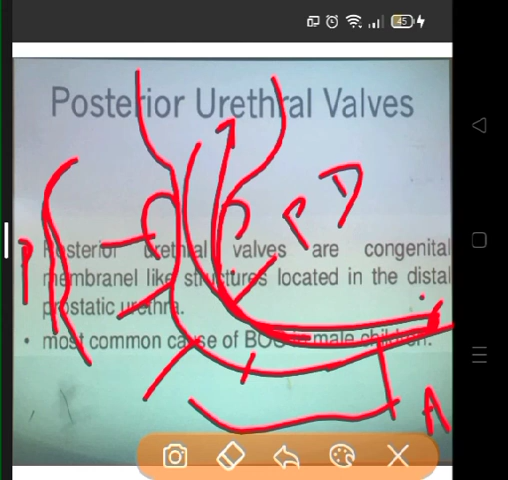 45
Posterior Urethral Valves
P D
Posterior urethral valves are congenital
P
membranel like structures located in the distal
prostatic urethra.
• most common cause of BOO in male children.
A